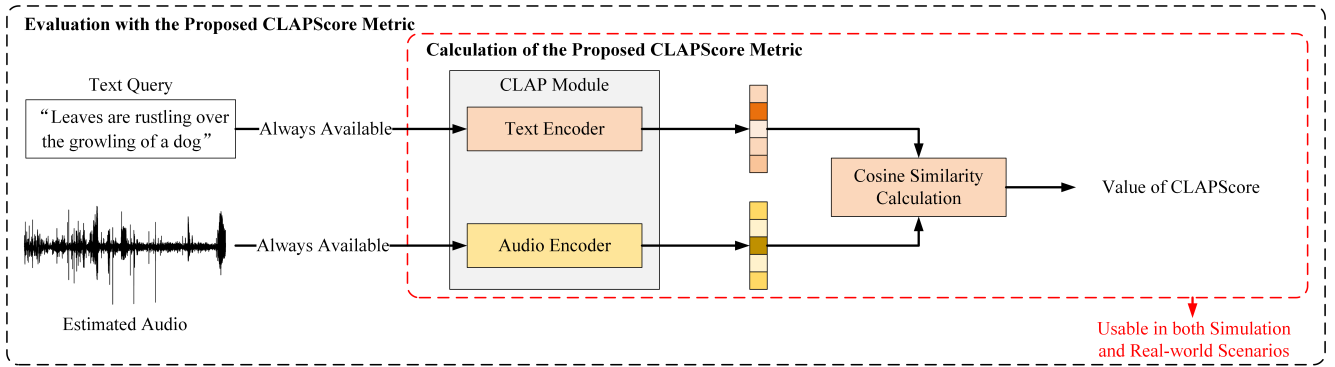 Evaluation with the Proposed CLAPScore Metric
Calculation of the Proposed CLAPScore Metric
Text Query
“Leaves are rustling over
the growling of a dog”
Always Available
CLAP Module
Text Encoder
Cosine Similarity
Calculation
Value of CLAPScore
Always Available
Audio Encoder
Estimated Audio
Usable in both Simulation
and Real-world Scenarios